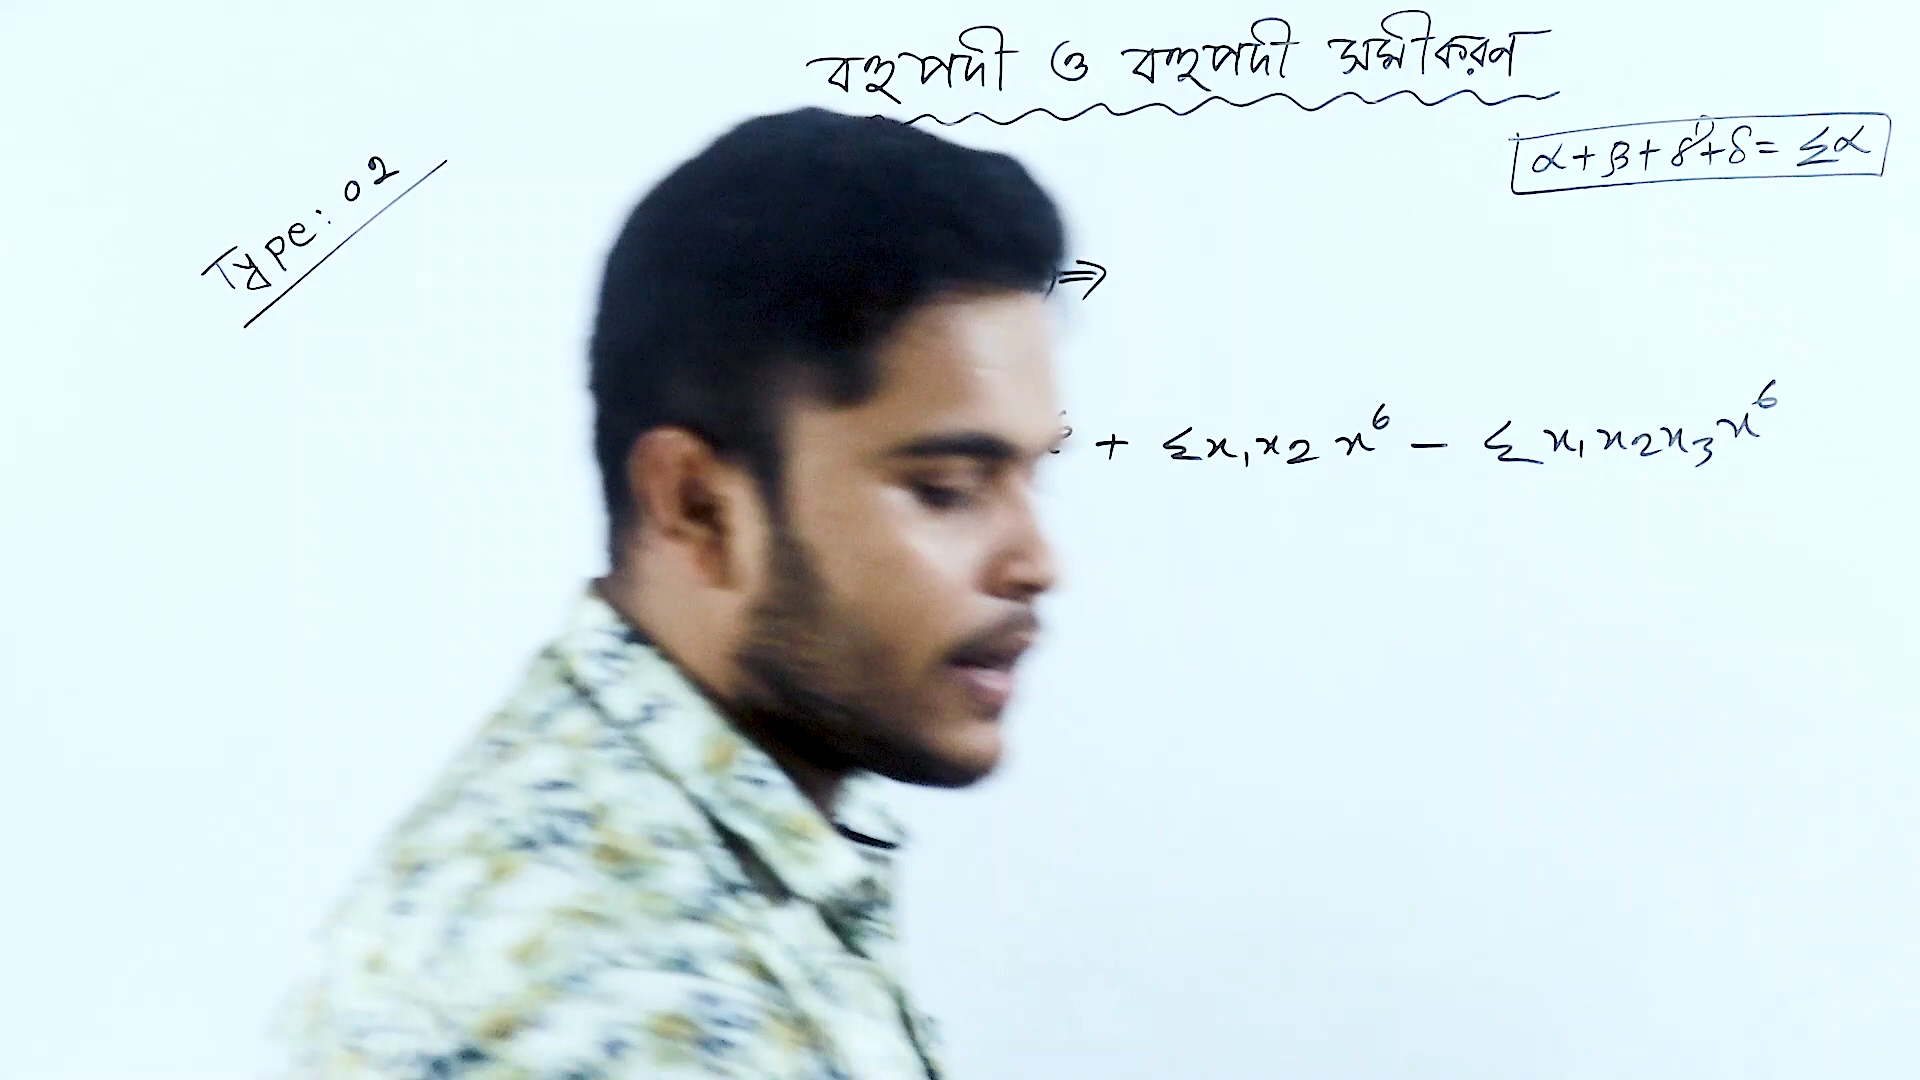 বহুপদী ও বহুপদী সমীকরণ
α+β+γ+δ= Σα
Type: 02
⇒
+ Σx₁x₂ x⁶ − Σx₁x₂x₃x⁶